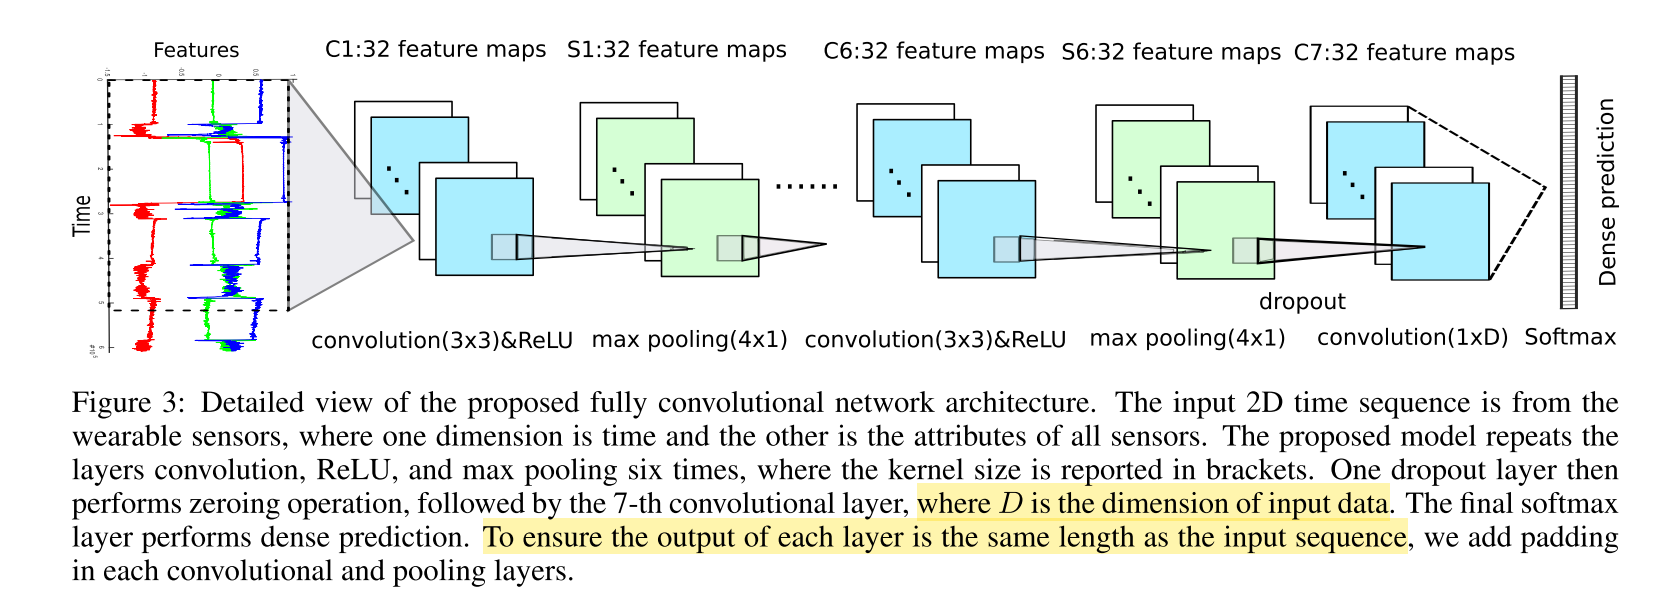 Features
C1:32 feature maps
S1:32 feature maps
C6:32 feature maps
S6:32 feature maps
C7:32 feature maps
Time
Dense prediction
dropout
convolution(3x3)&ReLU
max pooling(4x1)
convolution(3x3)&ReLU
max pooling(4x1)
convolution(1xD)
Softmax
Figure 3: Detailed view of the proposed fully convolutional network architecture. The input 2D time sequence is from the
wearable sensors, where one dimension is time and the other is the attributes of all sensors. The proposed model repeats the
layers convolution, ReLU, and max pooling six times, where the kernel size is reported in brackets. One dropout layer then
performs zeroing operation, followed by the 7-th convolutional layer, where D is the dimension of input data. The final softmax
layer performs dense prediction. To ensure the output of each layer is the same length as the input sequence, we add padding
in each convolutional and pooling layers.